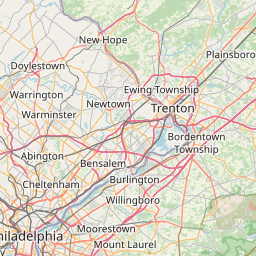 New Hope
Plainsboro
Doylestown
Ewing Township
Warrington
Newtown
Trenton
Warminster
Bordentown
Township
Abington
Bensalem
Cheltenham
Burlington
Willingboro
Philadelphia
Moorestown
Mount Laurel